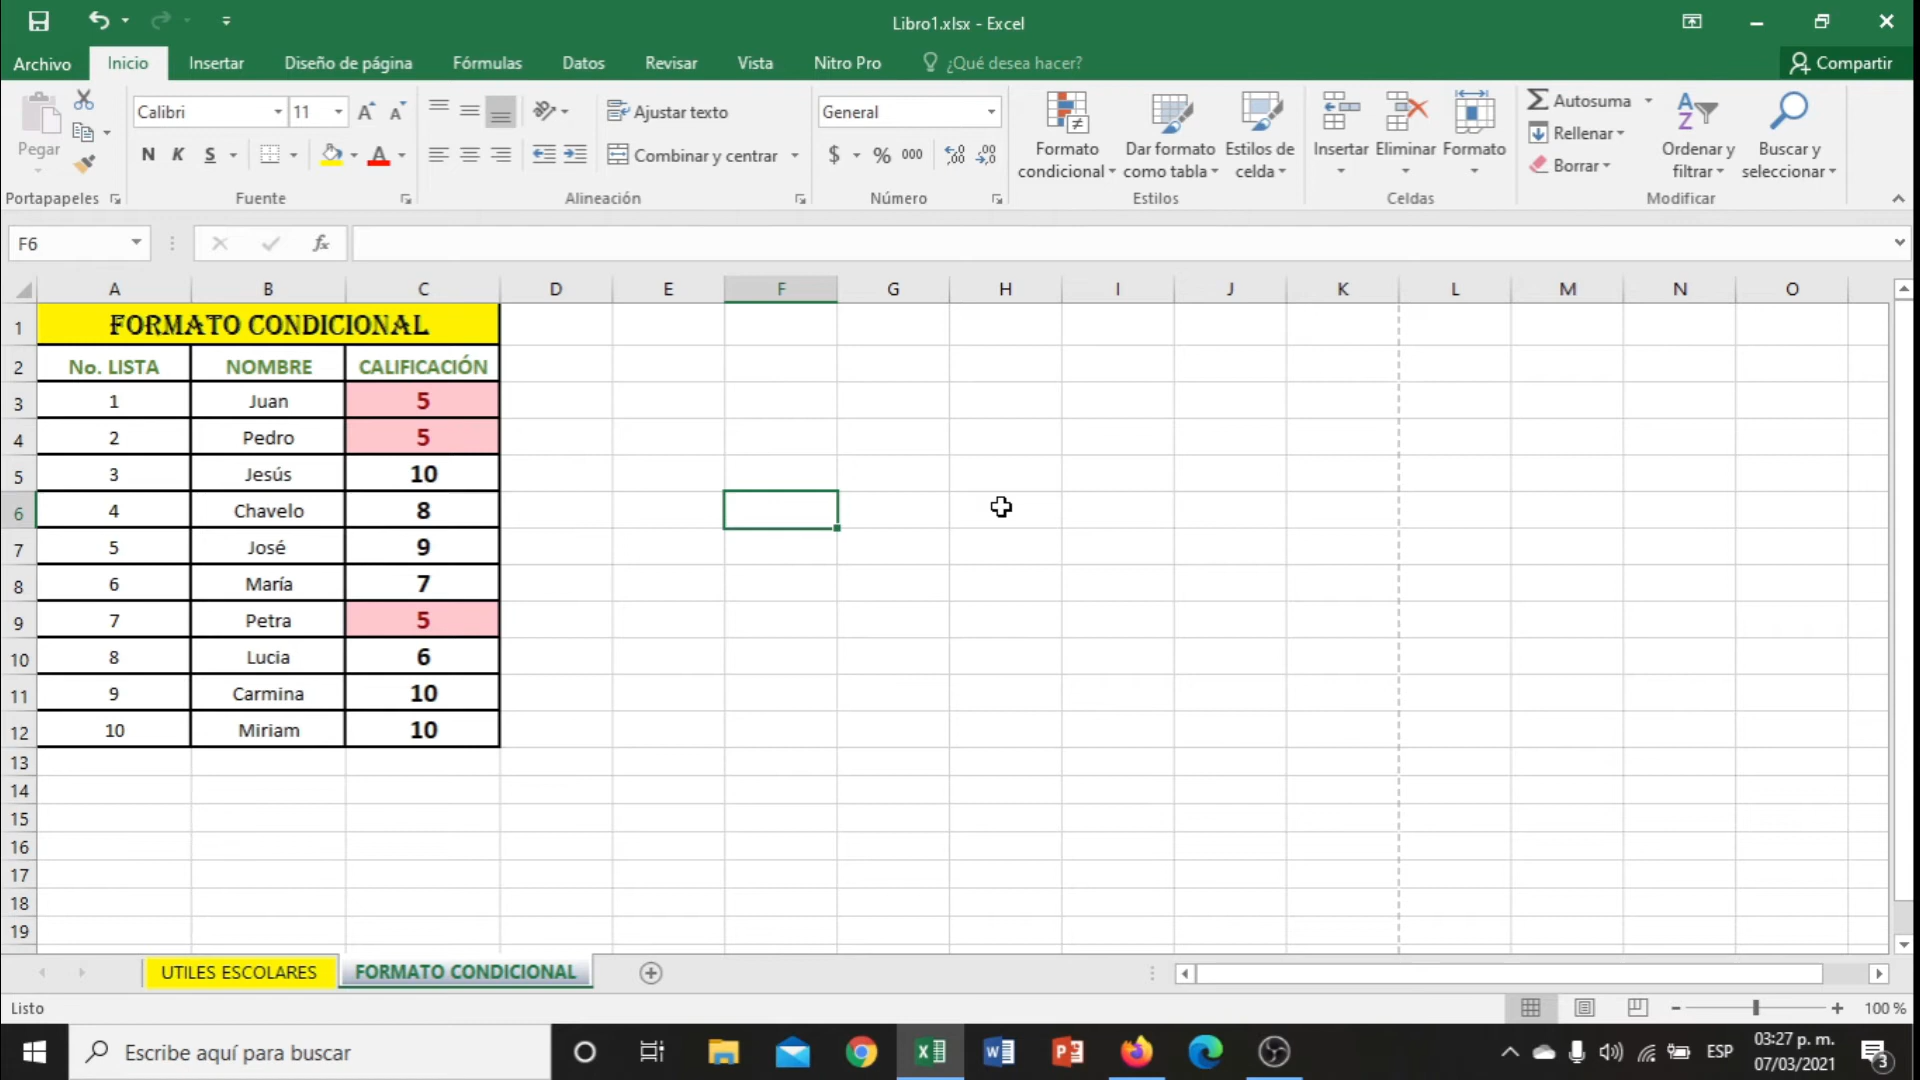 Libro1.xlsx - Excel
Archivo Inicio Insertar Diseño de página Fórmulas Datos Revisar Vista Nitro Pro ¿Qué desea hacer? Compartir
Pegar
Calibri 11
N K S
Ajustar texto
Combinar y centrar
General
$ % 000
Formato condicional
Dar formato como tabla
Estilos de celda
Insertar Eliminar Formato
Autosuma
Rellenar
Borrar
Ordenar y filtrar
Buscar y seleccionar
Portapapeles Fuente Alineación Número Estilos Celdas Modificar
F6 fx
A B C D E F G H I J K L M N O
1 FORMATO CONDICIONAL
2 No. LISTA NOMBRE CALIFICACIÓN
3 1 Juan 5
4 2 Pedro 5
5 3 Jesús 10
6 4 Chavelo 8
7 5 José 9
8 6 María 7
9 7 Petra 5
10 8 Lucia 6
11 9 Carmina 10
12 10 Miriam 10
13
14
15
16
17
18
19
UTILES ESCOLARES FORMATO CONDICIONAL
Listo 100 %
Escribe aquí para buscar
ESP
03:27 p. m.
07/03/2021
3